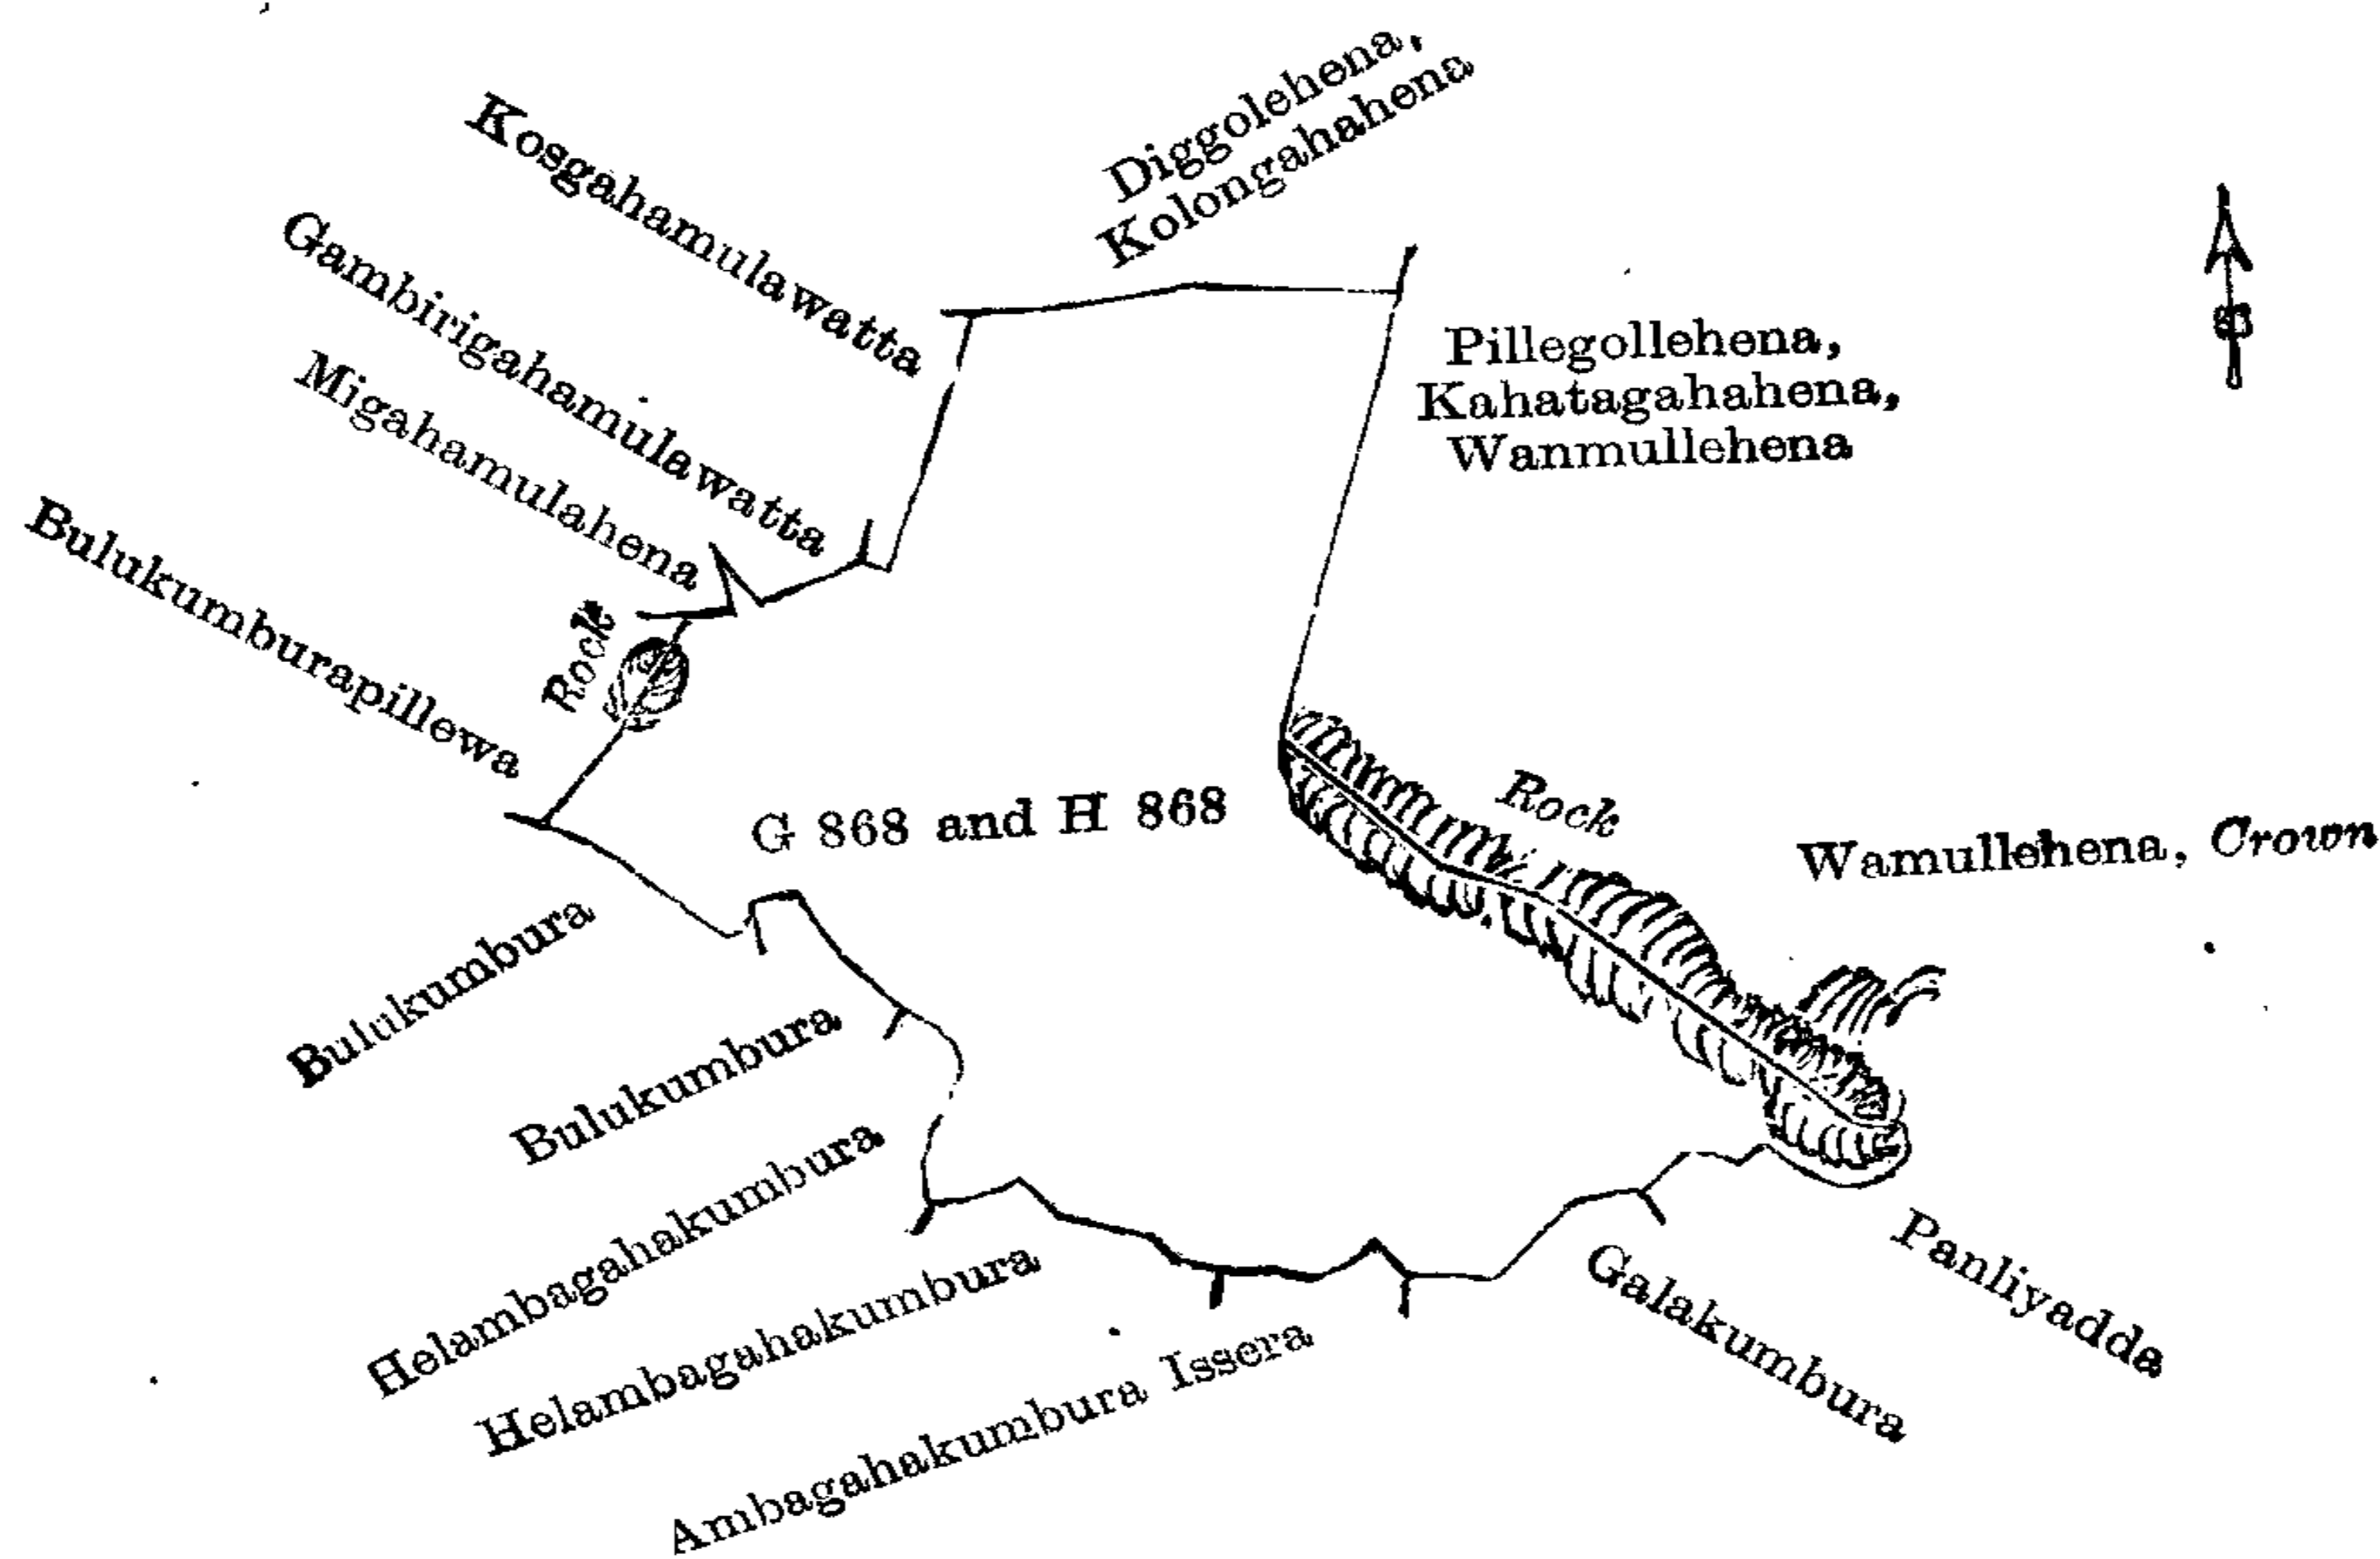 Diggolehena,
Kolongahahena
Kosgahamulawatta
Gambirigahamulawatta
Migahamulahena
Pillegollehena,
Kahatagahahena,
Wanmullehena
Bulukumburapillewa
Rock
G 868 and H 868
Rock
Wamullehena, Crown
Bulukumbura
Bulukumbura
Helambagahakumbura
Helambagahakumbura
Ambagahakumbura Issera
Galakumbura
Panliyadda